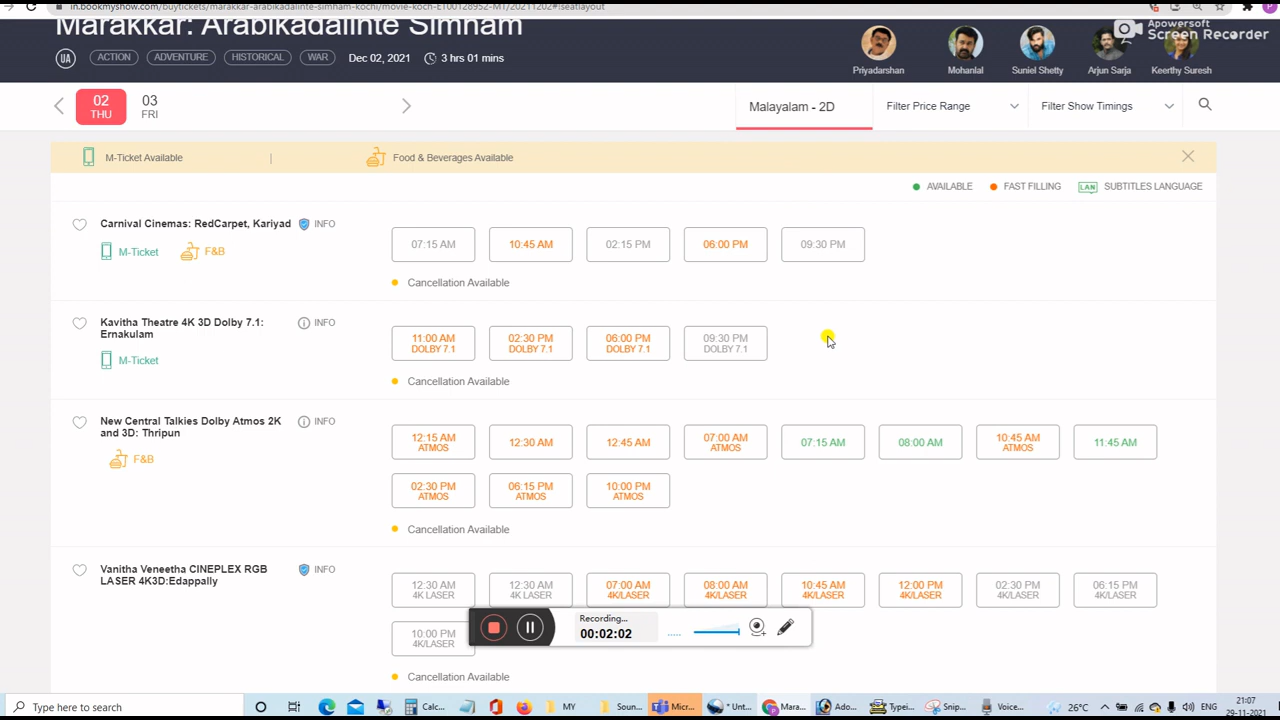 in.bookmyshow.com/buytickets/marakkar-arabikadalinte-simham-kochi/movie-koch-ET00128952-MT/20211202#!seatlayout
Marakkar: Arabikadalinte Simham
Apowersoft
Screen Recorder
UA ACTION ADVENTURE HISTORICAL WAR Dec 02, 2021 3 hrs 01 mins
Priyadarshan Mohanlal Suniel Shetty Arjun Sarja Keerthy Suresh
02 THU
03 FRI
Malayalam - 2D Filter Price Range Filter Show Timings
M-Ticket Available | Food & Beverages Available
AVAILABLE FAST FILLING LAN SUBTITLES LANGUAGE
Carnival Cinemas: RedCarpet, Kariyad INFO
M-Ticket F&B
07:15 AM 10:45 AM 02:15 PM 06:00 PM 09:30 PM
Cancellation Available
Kavitha Theatre 4K 3D Dolby 7.1:
Ernakulam
INFO
M-Ticket
11:00 AM 02:30 PM 06:00 PM 09:30 PM
DOLBY 7.1 DOLBY 7.1 DOLBY 7.1 DOLBY 7.1
Cancellation Available
New Central Talkies Dolby Atmos 2K
and 3D: Thripun
INFO
F&B
12:15 AM 12:30 AM 12:45 AM 07:00 AM 07:15 AM 08:00 AM 10:45 AM 11:45 AM
ATMOS ATMOS ATMOS
02:30 PM 06:15 PM 10:00 PM
ATMOS ATMOS ATMOS
Cancellation Available
Vanitha Veneetha CINEPLEX RGB
LASER 4K3D:Edappally
INFO
12:30 AM 12:30 AM 07:00 AM 08:00 AM 10:45 AM 12:00 PM 02:30 PM 06:15 PM
4K LASER 4K LASER 4K/LASER 4K/LASER 4K/LASER 4K/LASER 4K/LASER 4K/LASER
10:00 PM
4K/LASER
Cancellation Available
Recording...
00:02:02
Type here to search
Calc...
MY
Soun...
Micr...
* Unt...
Mara...
Ado...
Typei...
Snip...
Voice...
26°C
21:07
29-11-2021